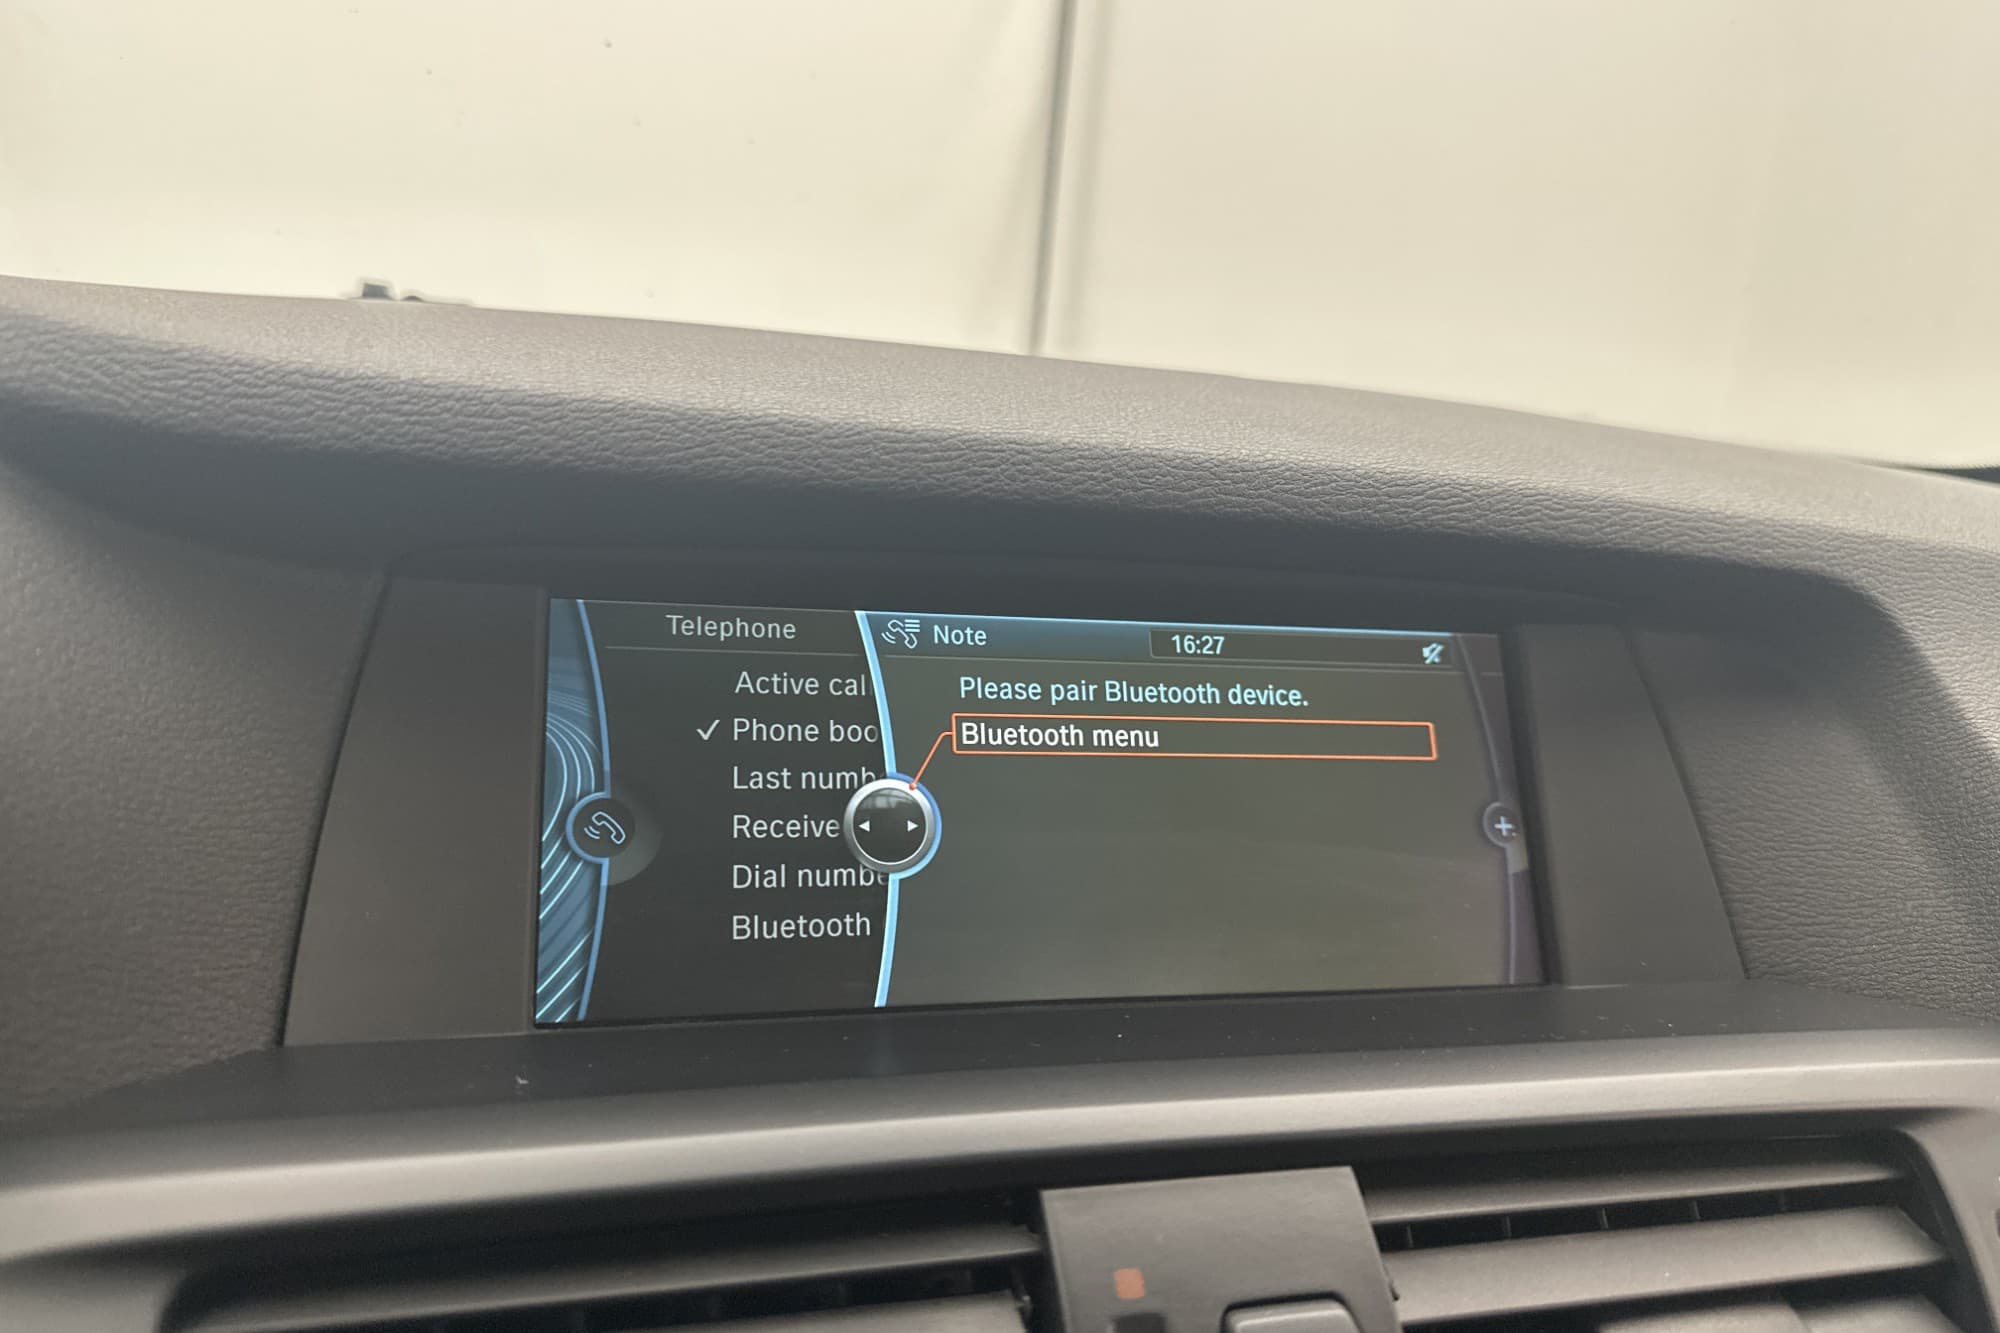 Telephone
Active cal
Phone boo
Last numb
Receive
Dial numbe
Bluetooth
Note
16:27
Please pair Bluetooth device.
Bluetooth menu